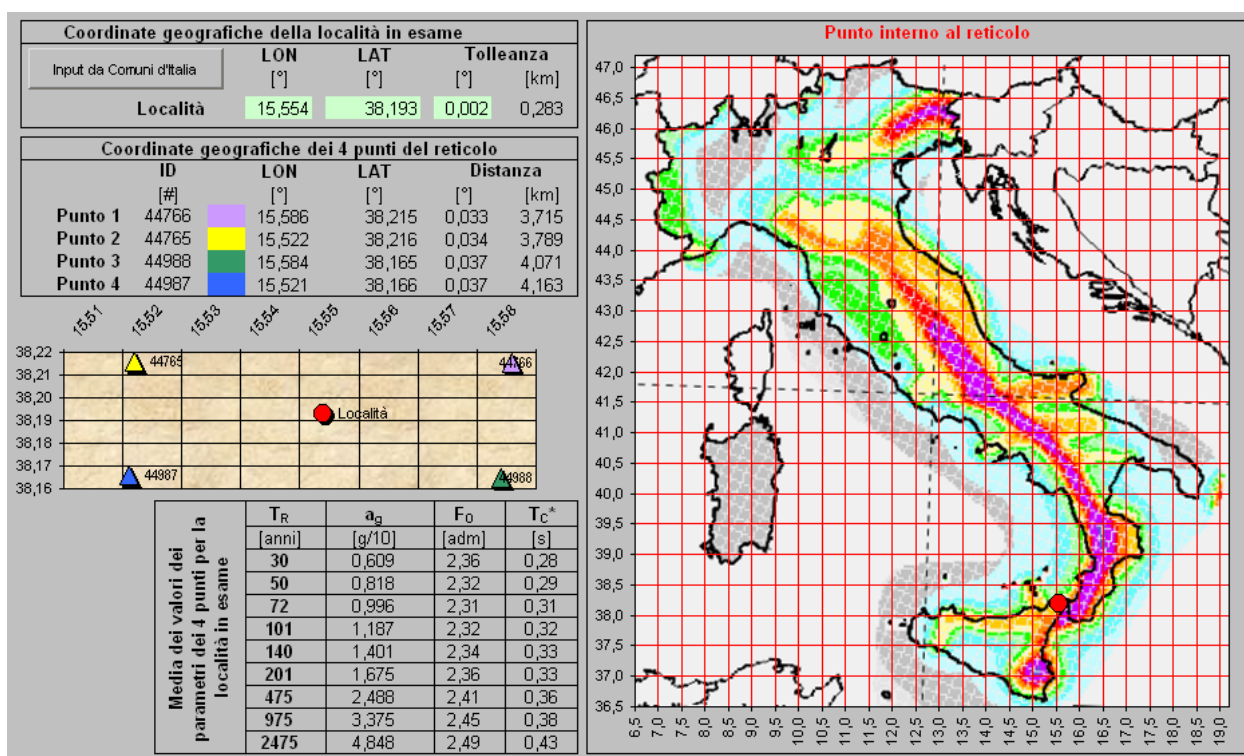 Coordinate geografiche della località in esame
Input da Comuni d'Italia
LON LAT Tolleanza
[°] [°] [°] [km]
Località 15,554 38,193 0,002 0,283
Coordinate geografiche dei 4 punti del reticolo
ID LON LAT Distanza
[#] [°] [°] [°] [km]
Punto 1 44766 15,586 38,215 0,033 3,715
Punto 2 44765 15,522 38,216 0,034 3,789
Punto 3 44988 15,584 38,165 0,037 4,071
Punto 4 44987 15,521 38,166 0,037 4,163
15,51 15,52 15,53 15,54 15,55 15,56 15,57 15,58
38,22
38,21
38,20
38,19
38,18
38,17
38,16
44765
44766
Località
44987
44988
Media dei valori dei parametri dei 4 punti per la località in esame
TR ag F0 TC*
[anni] [g/10] [adm] [s]
30 0,609 2,36 0,28
50 0,818 2,32 0,29
72 0,996 2,31 0,31
101 1,187 2,32 0,32
140 1,401 2,34 0,33
201 1,675 2,36 0,33
475 2,488 2,41 0,36
975 3,375 2,45 0,38
2475 4,848 2,49 0,43
Punto interno al reticolo
47,0
46,5
46,0
45,5
45,0
44,5
44,0
43,5
43,0
42,5
42,0
41,5
41,0
40,5
40,0
39,5
39,0
38,5
38,0
37,5
37,0
36,5
6,5 7,0 7,5 8,0 8,5 9,0 9,5 10,0 10,5 11,0 11,5 12,0 12,5 13,0 13,5 14,0 14,5 15,0 15,5 16,0 16,5 17,0 17,5 18,0 18,5 19,0